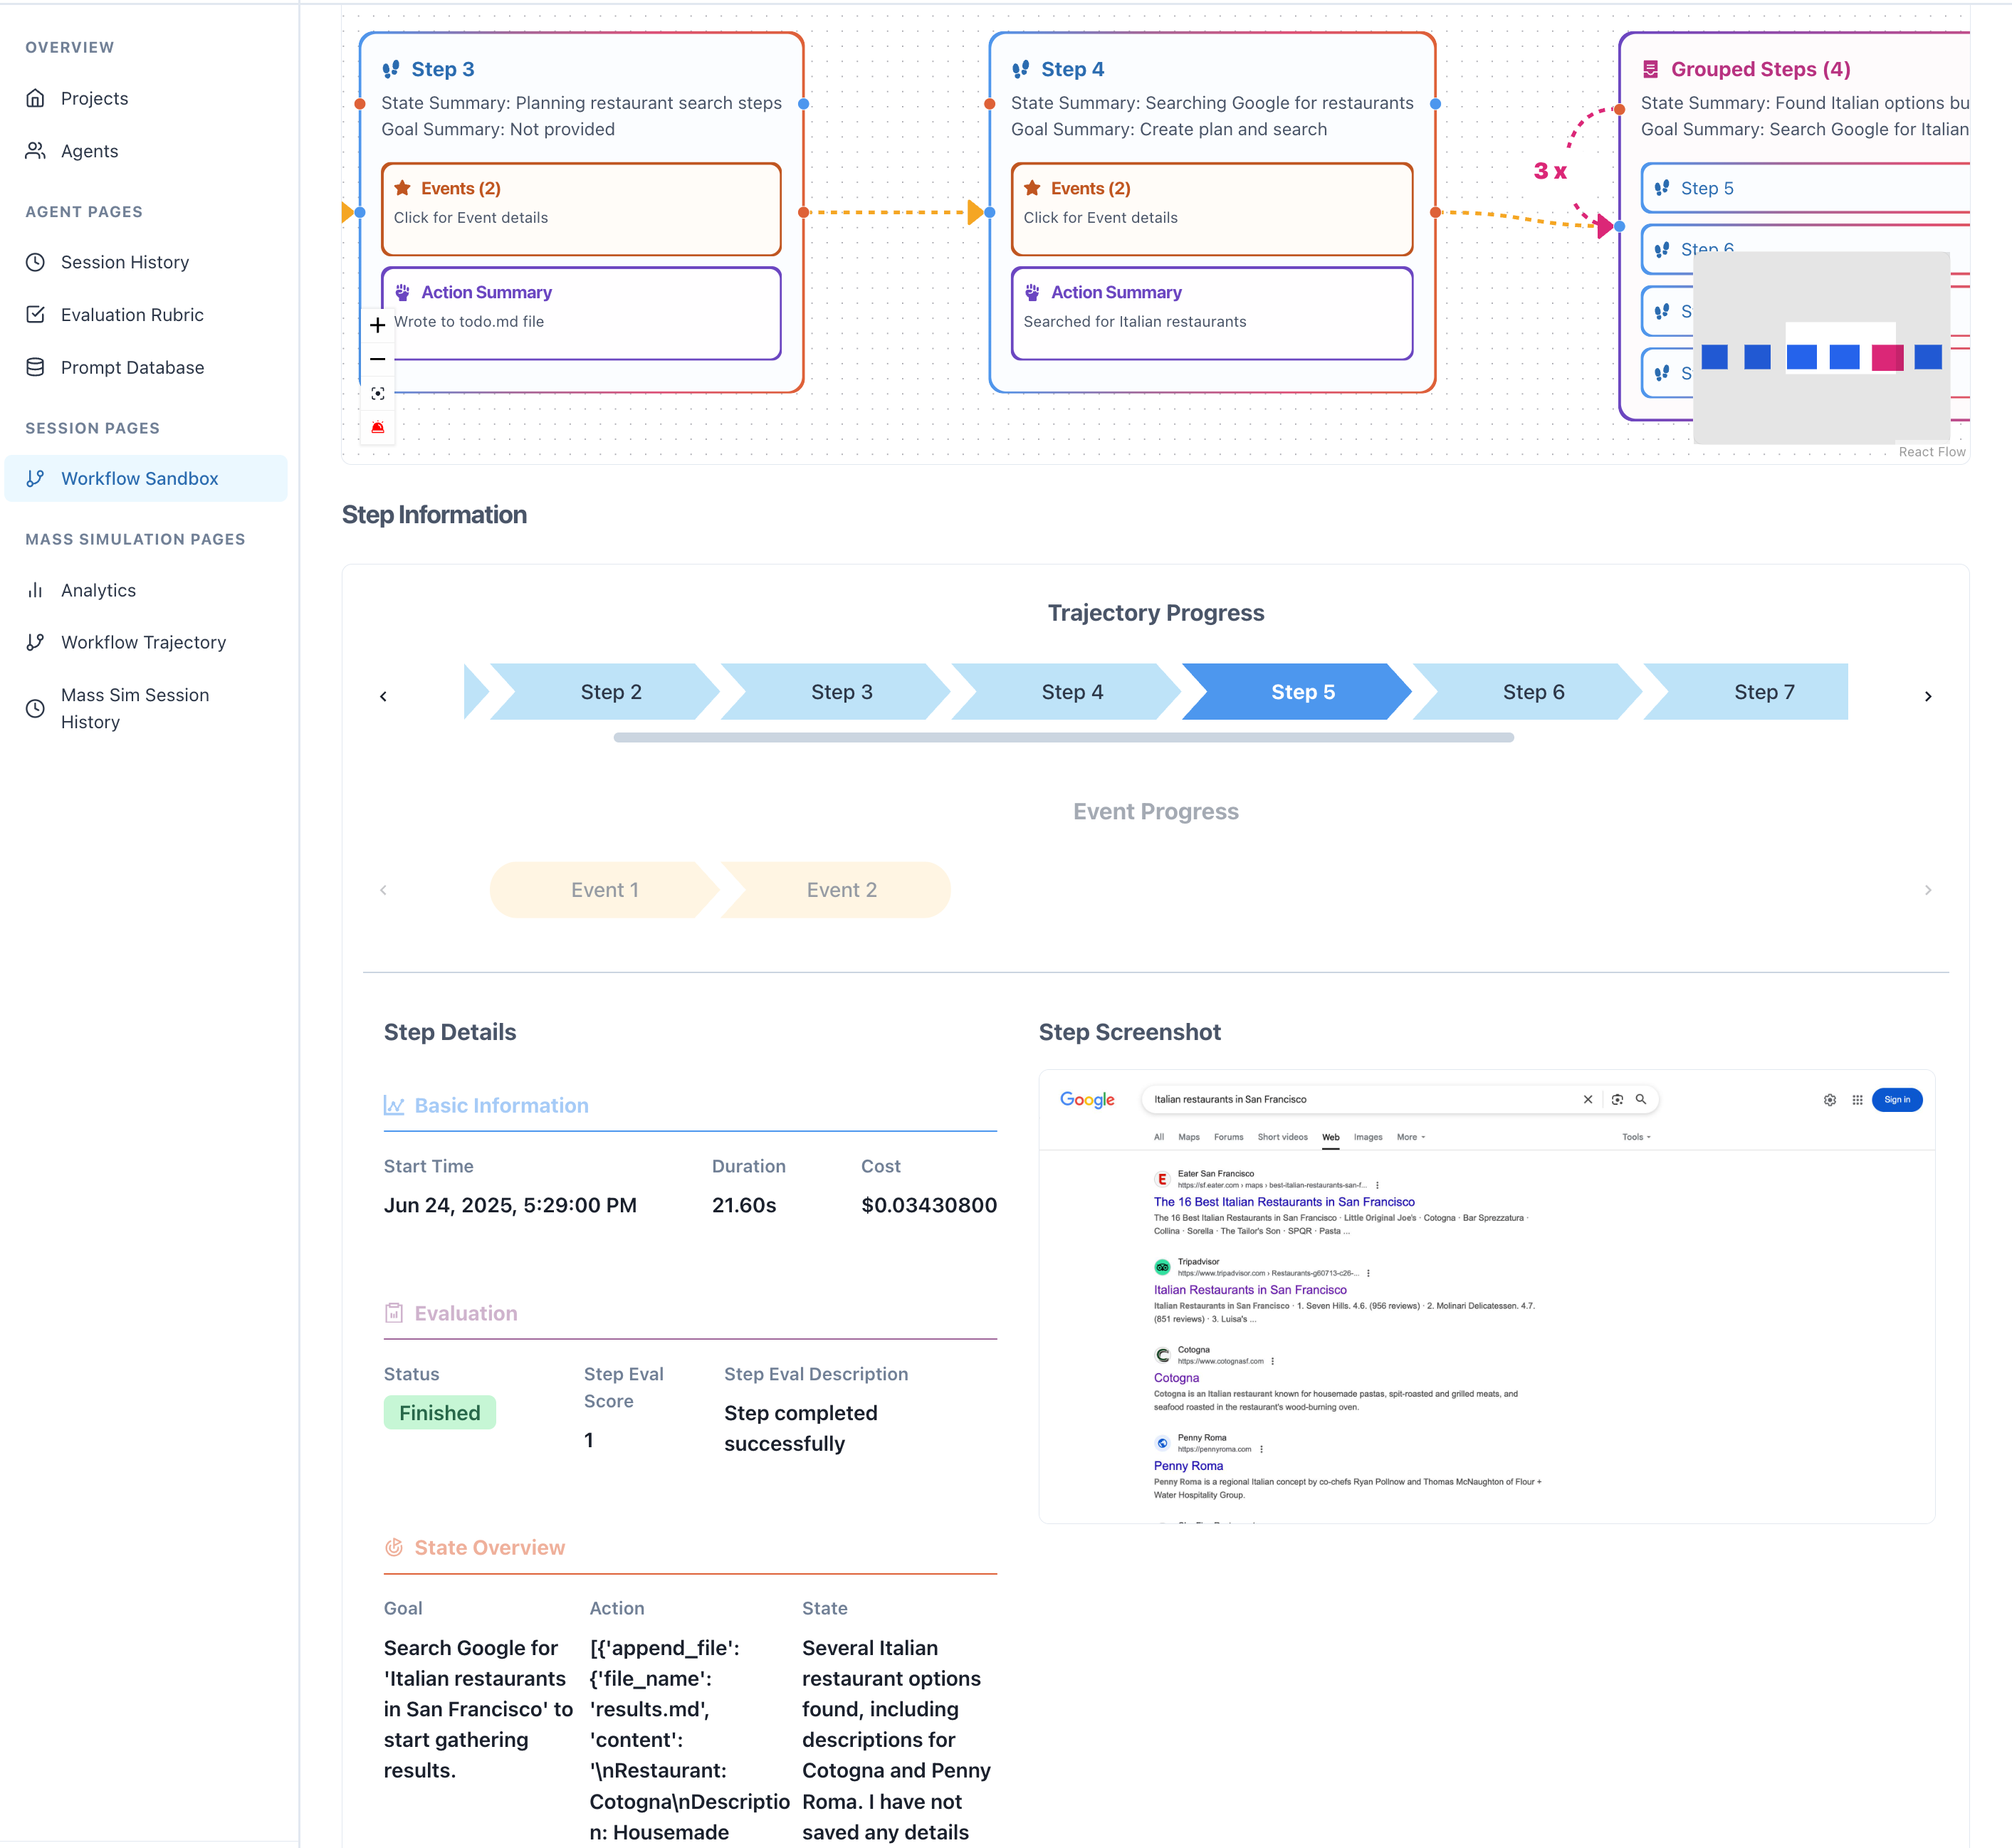 OVERVIEW
Projects
Agents
AGENT PAGES
Session History
Evaluation Rubric
Prompt Database
SESSION PAGES
Workflow Sandbox
MASS SIMULATION PAGES
Analytics
Workflow Trajectory
Mass Sim Session
History
Step 3
State Summary: Planning restaurant search steps
Goal Summary: Not provided
Events (2)
Click for Event details
Action Summary
Wrote to todo.md file
Step 4
State Summary: Searching Google for restaurants
Goal Summary: Create plan and search
Events (2)
Click for Event details
Action Summary
Searched for Italian restaurants
3 x
Grouped Steps (4)
State Summary: Found Italian options bu
Goal Summary: Search Google for Italian
Step 5
Step 6
S
S
React Flow
Step Information
Trajectory Progress
Step 2
Step 3
Step 4
Step 5
Step 6
Step 7
Event Progress
Event 1
Event 2
Step Details
Basic Information
Start Time Duration Cost
Jun 24, 2025, 5:29:00 PM 21.60s $0.03430800
Evaluation
Status
Finished
Step Eval
Score
1
Step Eval Description
Step completed
successfully
State Overview
Goal
Search Google for
'Italian restaurants
in San Francisco' to
start gathering
results.
Action
[{'append_file':
{'file_name':
'results.md',
'content':
'\nRestaurant:
Cotogna\nDescriptio
n: Housemade
State
Several Italian
restaurant options
found, including
descriptions for
Cotogna and Penny
Roma. I have not
saved any details
Step Screenshot
Google
Italian restaurants in San Francisco
Sign in
All Maps Forums Short videos Web Images More Tools
E
Eater San Francisco
https://sf.eater.com › maps › best-italian-restaurants-san-f...
The 16 Best Italian Restaurants in San Francisco
The 16 Best Italian Restaurants in San Francisco · Little Original Joe's · Cotogna · Bar Sprezzatura ·
Collina · Sorella · The Tailor's Son · SPQR · Pasta ...
Tripadvisor
https://www.tripadvisor.com › Restaurants-g60713-c26-...
Italian Restaurants in San Francisco
Italian Restaurants in San Francisco · 1. Seven Hills. 4.6. (956 reviews) · 2. Molinari Delicatessen. 4.7.
(851 reviews) · 3. Luisa's ...
Cotogna
https://www.cotognasf.com
Cotogna
Cotogna is an Italian restaurant known for housemade pastas, spit-roasted and grilled meats, and
seafood roasted in the restaurant's wood-burning oven.
Penny Roma
https://pennyroma.com
Penny Roma
Penny Roma is a regional Italian concept by co-chefs Ryan Pollnow and Thomas McNaughton of Flour +
Water Hospitality Group.